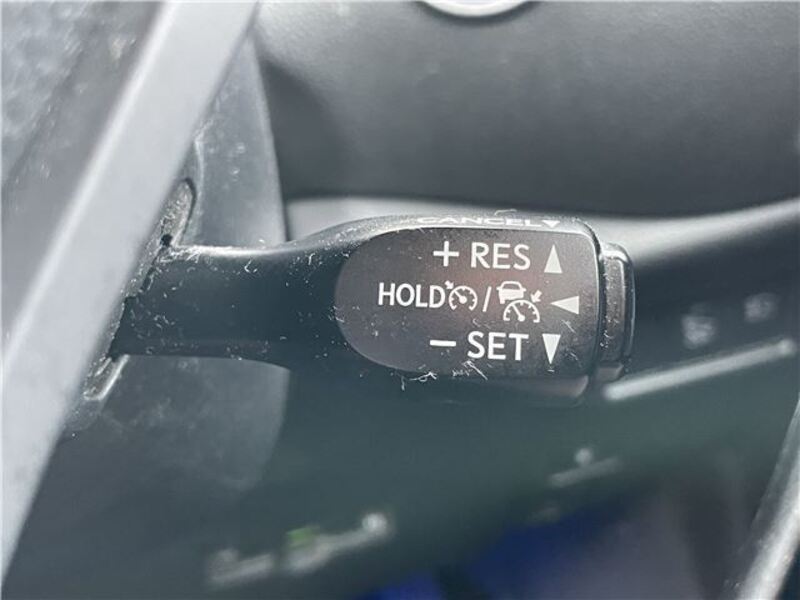 CANCEL▼
+ RES ▲
HOLD / ◀
− SET ▼